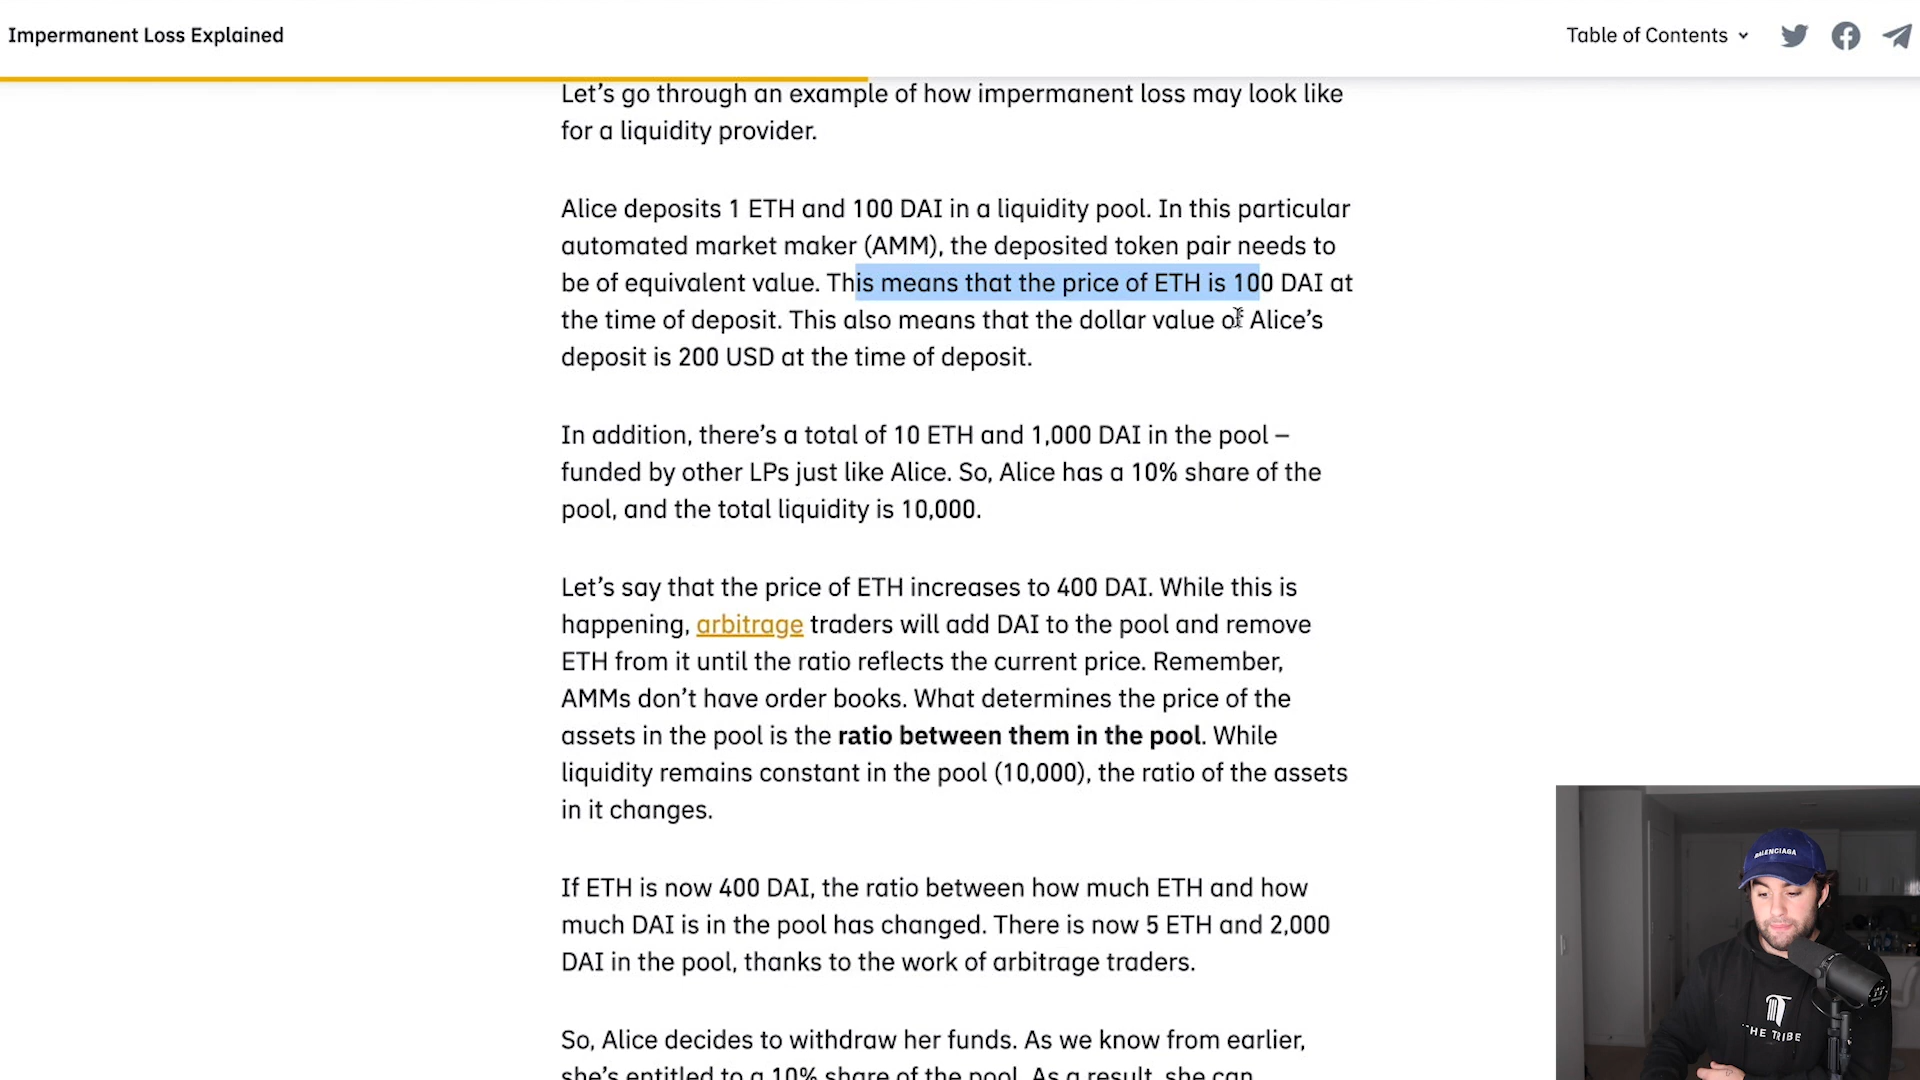 Impermanent Loss Explained
Table of Contents
Let’s go through an example of how impermanent loss may look like
for a liquidity provider.
Alice deposits 1 ETH and 100 DAI in a liquidity pool. In this particular
automated market maker (AMM), the deposited token pair needs to
be of equivalent value. This means that the price of ETH is 100 DAI at
the time of deposit. This also means that the dollar value of Alice’s
deposit is 200 USD at the time of deposit.
In addition, there’s a total of 10 ETH and 1,000 DAI in the pool –
funded by other LPs just like Alice. So, Alice has a 10% share of the
pool, and the total liquidity is 10,000.
Let’s say that the price of ETH increases to 400 DAI. While this is
happening, arbitrage traders will add DAI to the pool and remove
ETH from it until the ratio reflects the current price. Remember,
AMMs don’t have order books. What determines the price of the
assets in the pool is the ratio between them in the pool. While
liquidity remains constant in the pool (10,000), the ratio of the assets
in it changes.
If ETH is now 400 DAI, the ratio between how much ETH and how
much DAI is in the pool has changed. There is now 5 ETH and 2,000
DAI in the pool, thanks to the work of arbitrage traders.
So, Alice decides to withdraw her funds. As we know from earlier,
she’s entitled to a 10% share of the pool. As a result, she can
BALENCIAGA
THE TRIBE